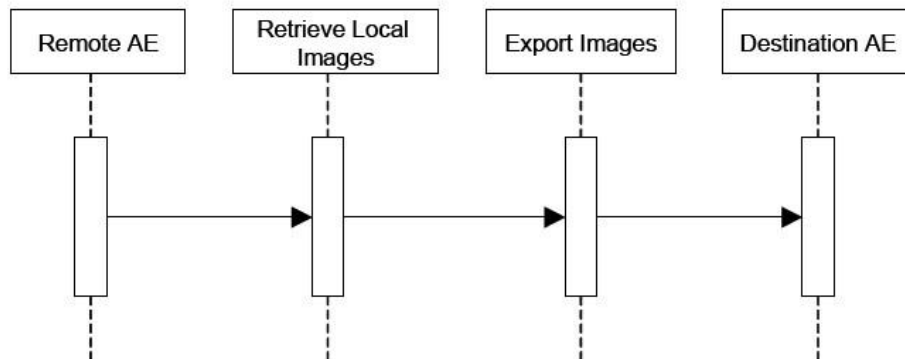 Remote AE
Retrieve Local
Images
Export Images
Destination AE